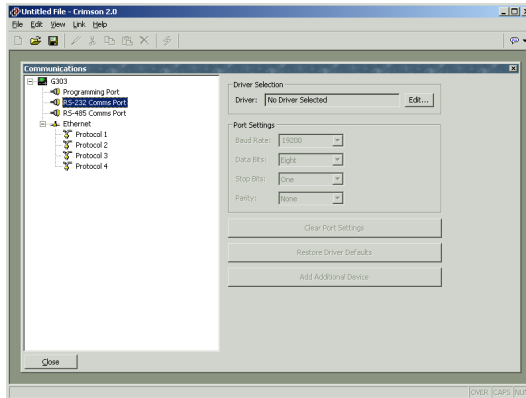 Untitled File - Crimson 2.0
File Edit View Link Help
Communications
G303
Programming Port
RS-232 Comms Port
RS-485 Comms Port
Ethernet
Protocol 1
Protocol 2
Protocol 3
Protocol 4
Driver Selection
Driver: No Driver Selected Edit...
Port Settings
Baud Rate: 19200
Data Bits: Eight
Stop Bits: One
Parity: None
Clear Port Settings
Restore Driver Defaults
Add Additional Device
Close
OVER CAPS NU